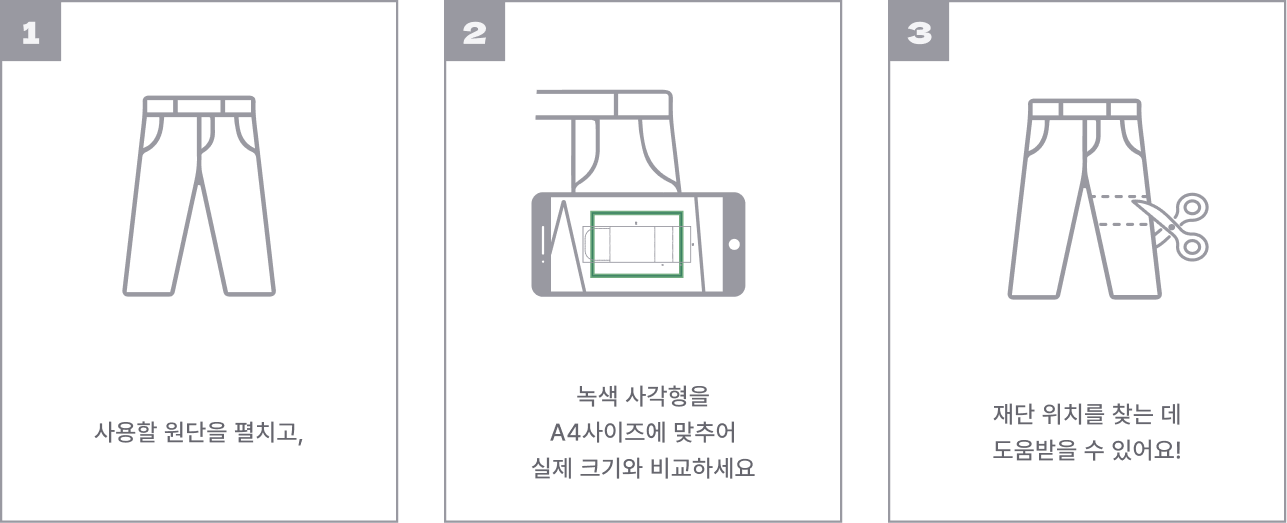 1
사용할 원단을 펼치고,
2
녹색 사각형을
A4사이즈에 맞추어
실제 크기와 비교하세요
3
재단 위치를 찾는 데
도움받을 수 있어요!